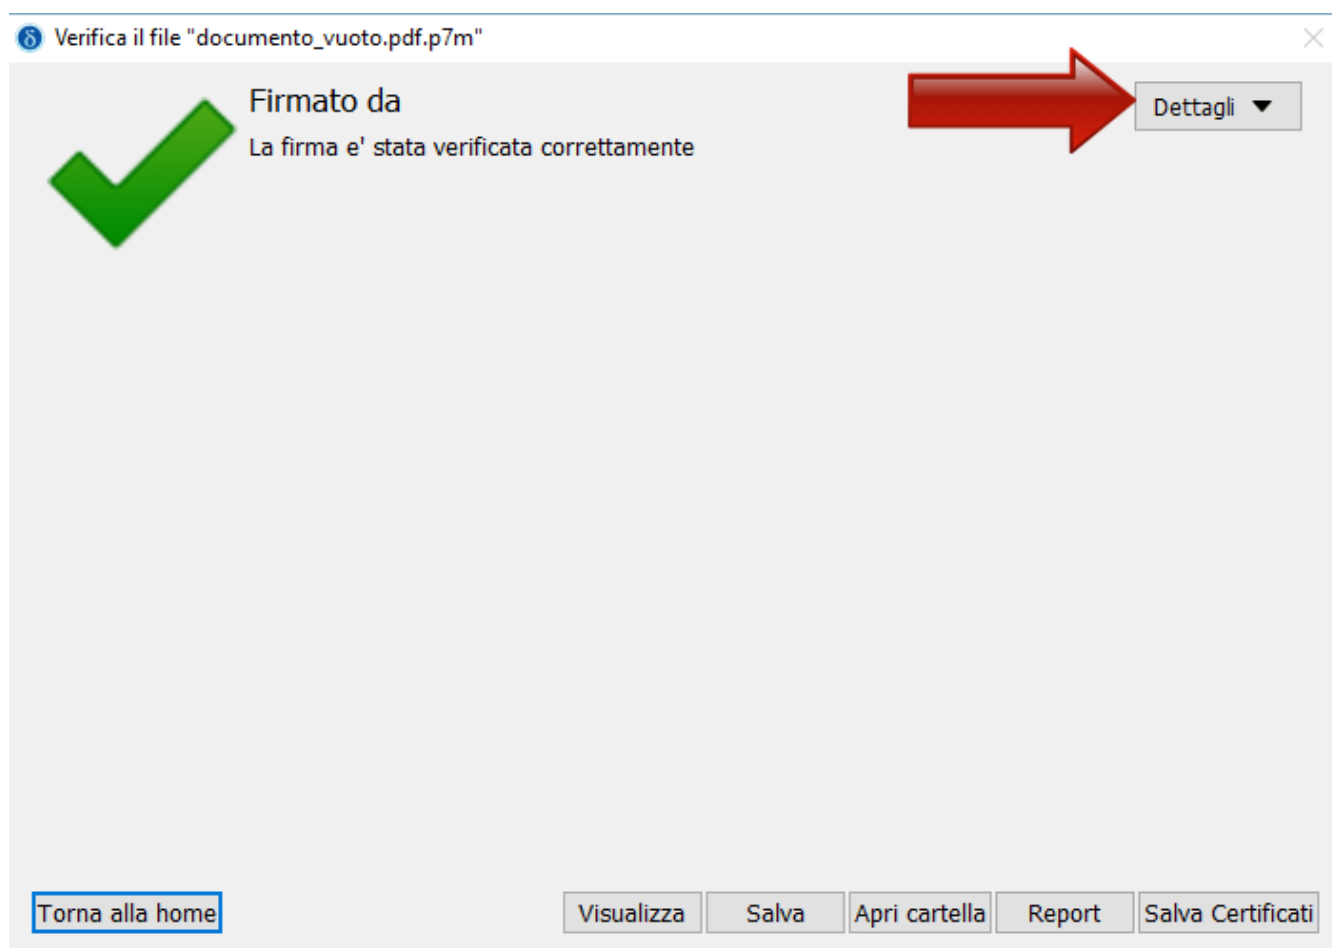 Verifica il file "documento_vuoto.pdf.p7m"
Firmato da
Dettagli
La firma e' stata verificata correttamente
Torna alla home
Visualizza
Salva
Apri cartella
Report
Salva Certificati